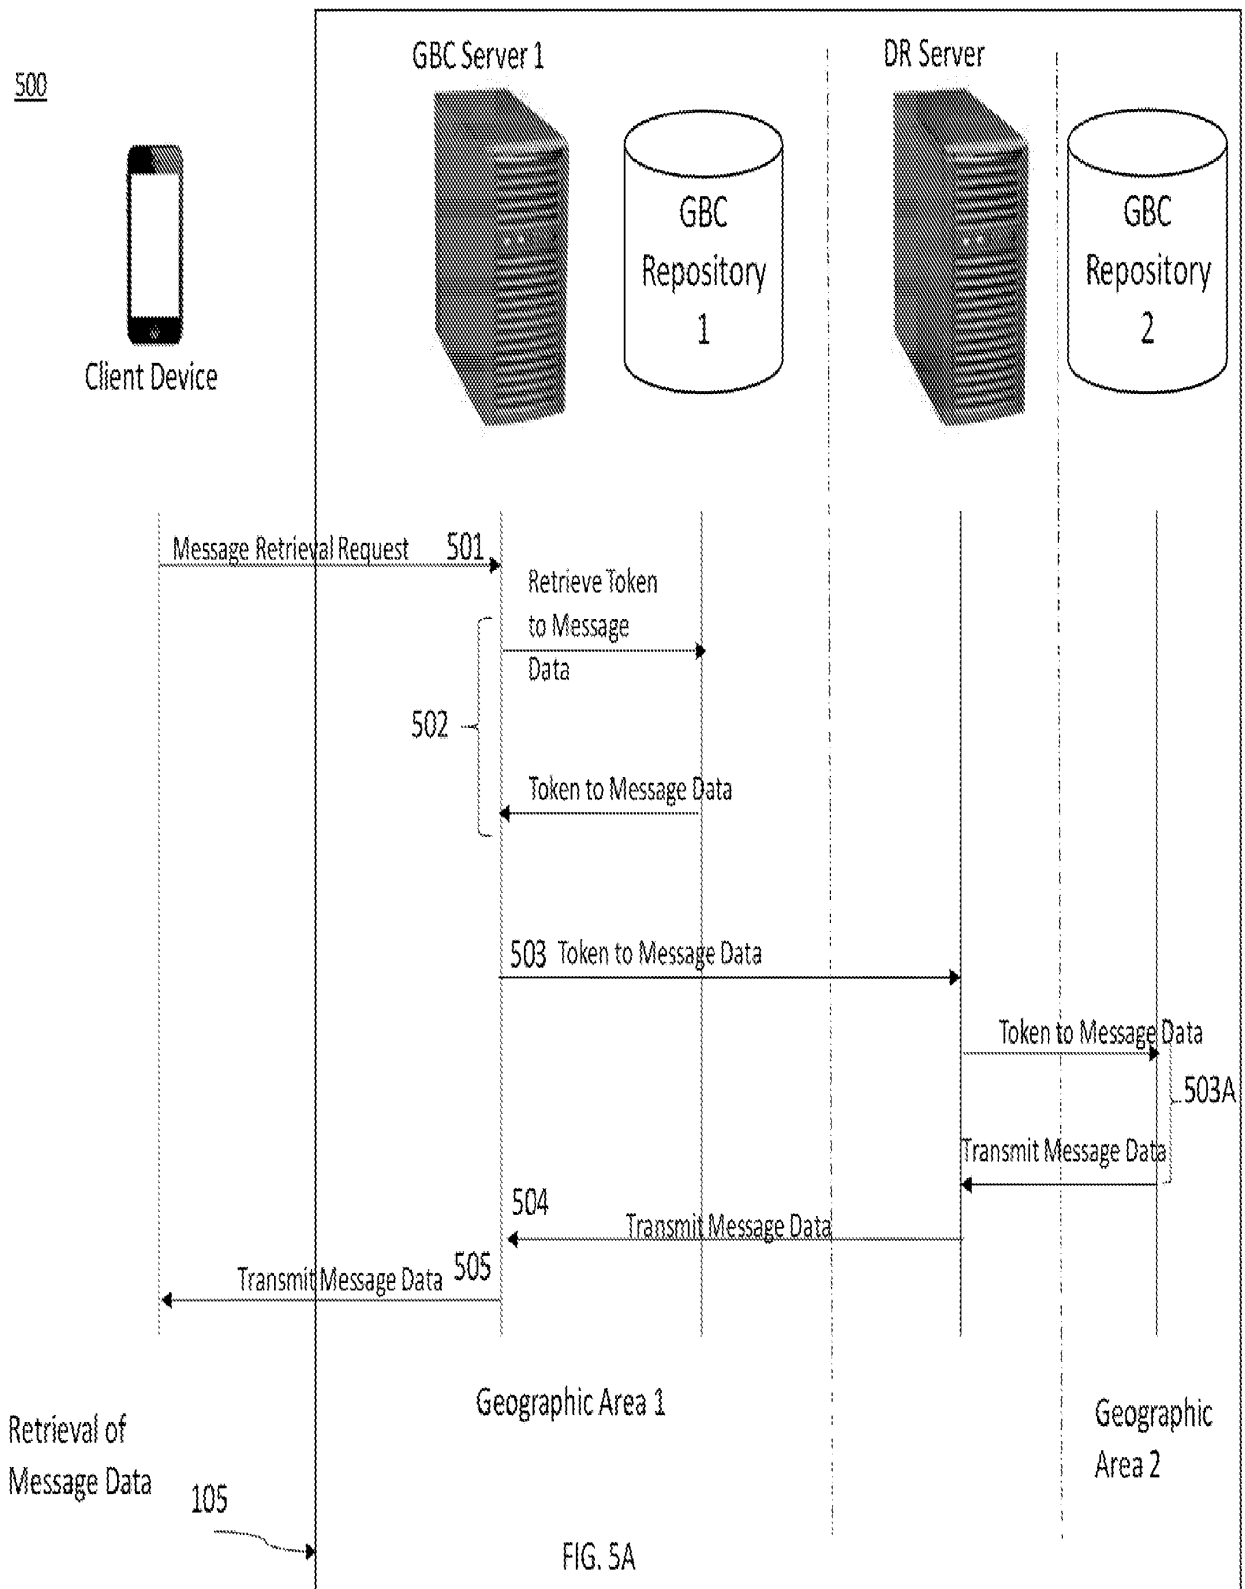 500
GBC Server 1
DR Server
GBC
Repository
1
GBC
Repository
2
Client Device
Message Retrieval Request
501
Retrieve Token
to Message
Data
502
Token to Message Data
503
Token to Message Data
Token to Message Data
503A
Transmit Message Data
504
Transmit Message Data
505
Transmit Message Data
Geographic Area 1
Geographic
Area 2
Retrieval of
Message Data
105
FIG. 5A